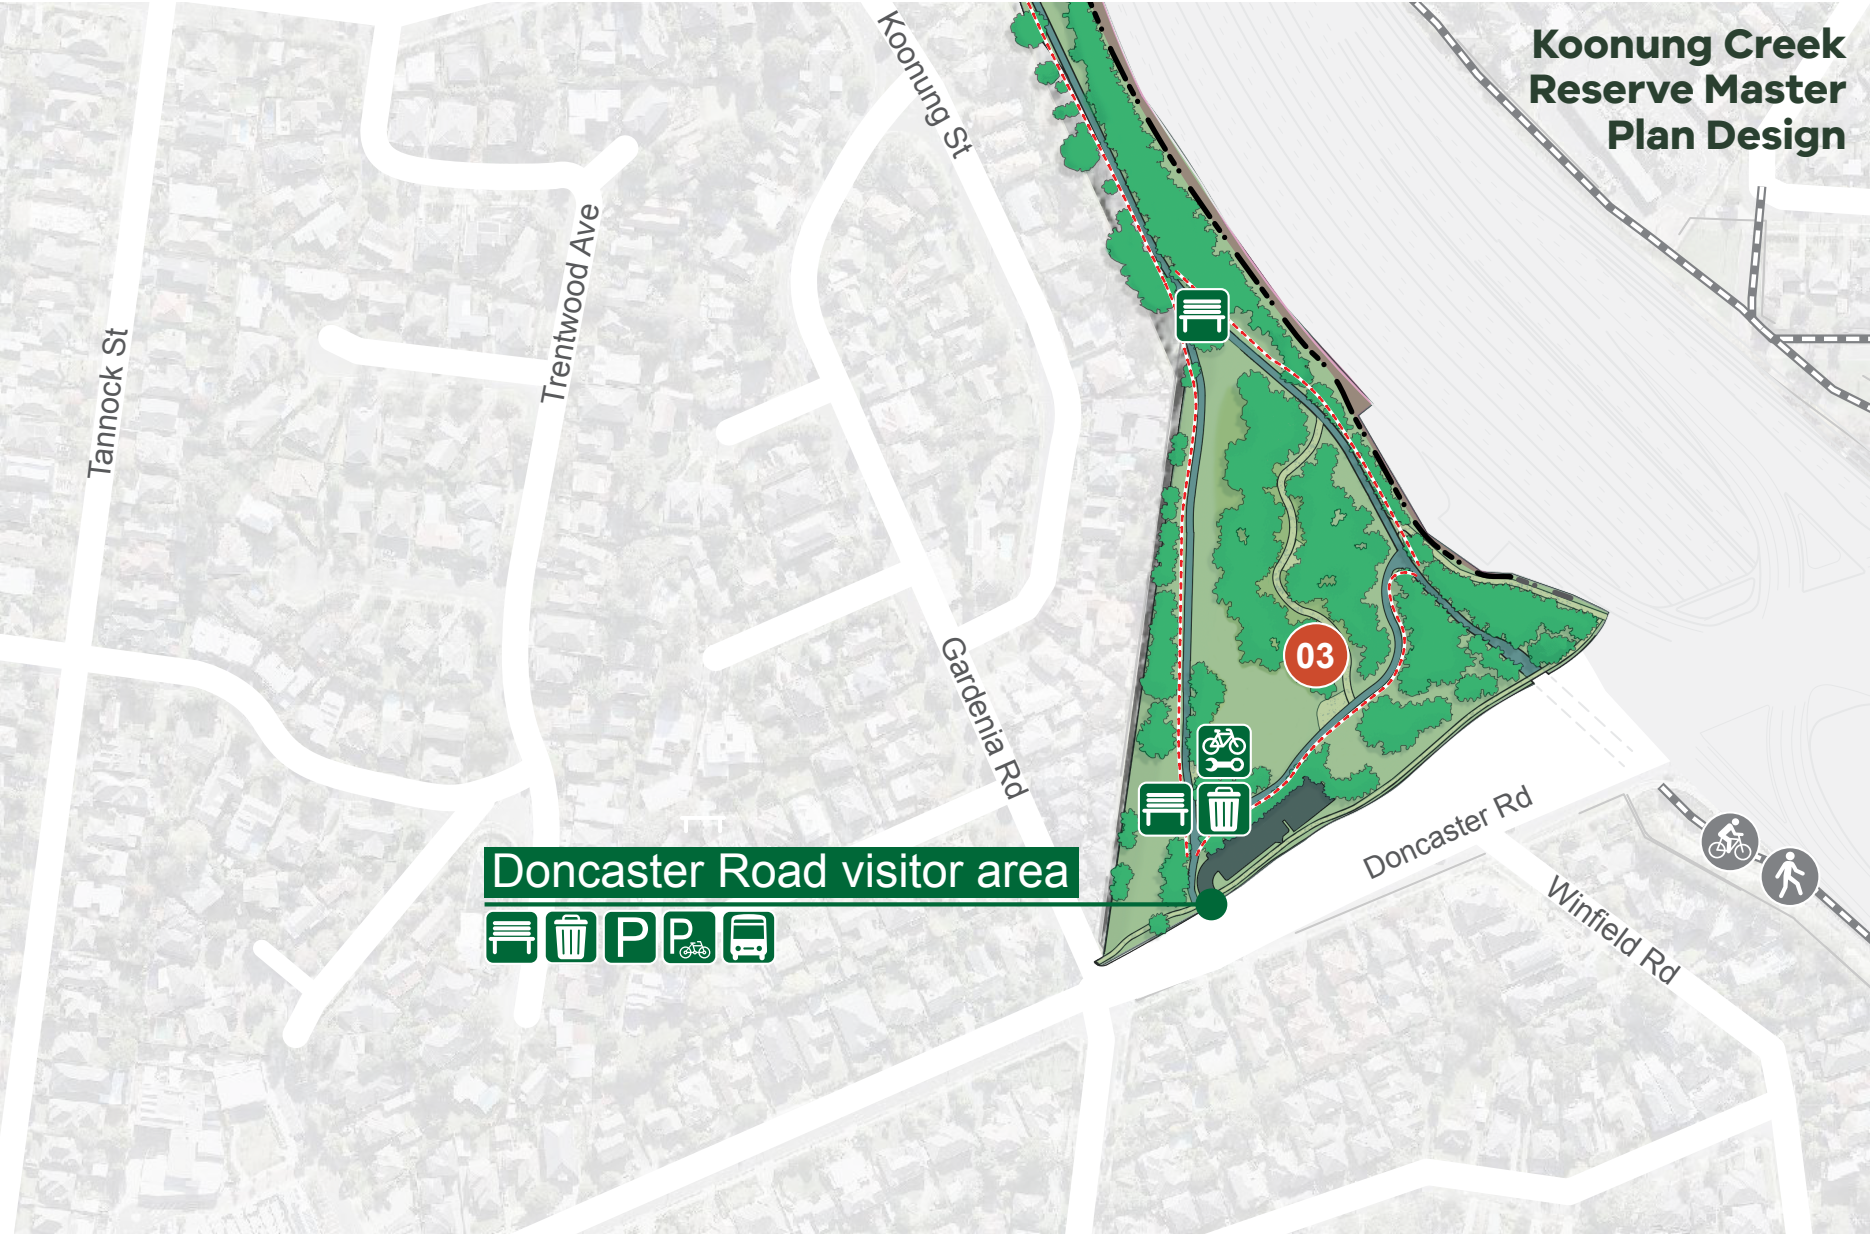 Koonung Creek
Reserve Master
Plan Design
Koonung St
Trentwood Ave
Tannock St
Gardenia Rd
03
Doncaster Rd
Winfield Rd
Doncaster Road visitor area
P
P